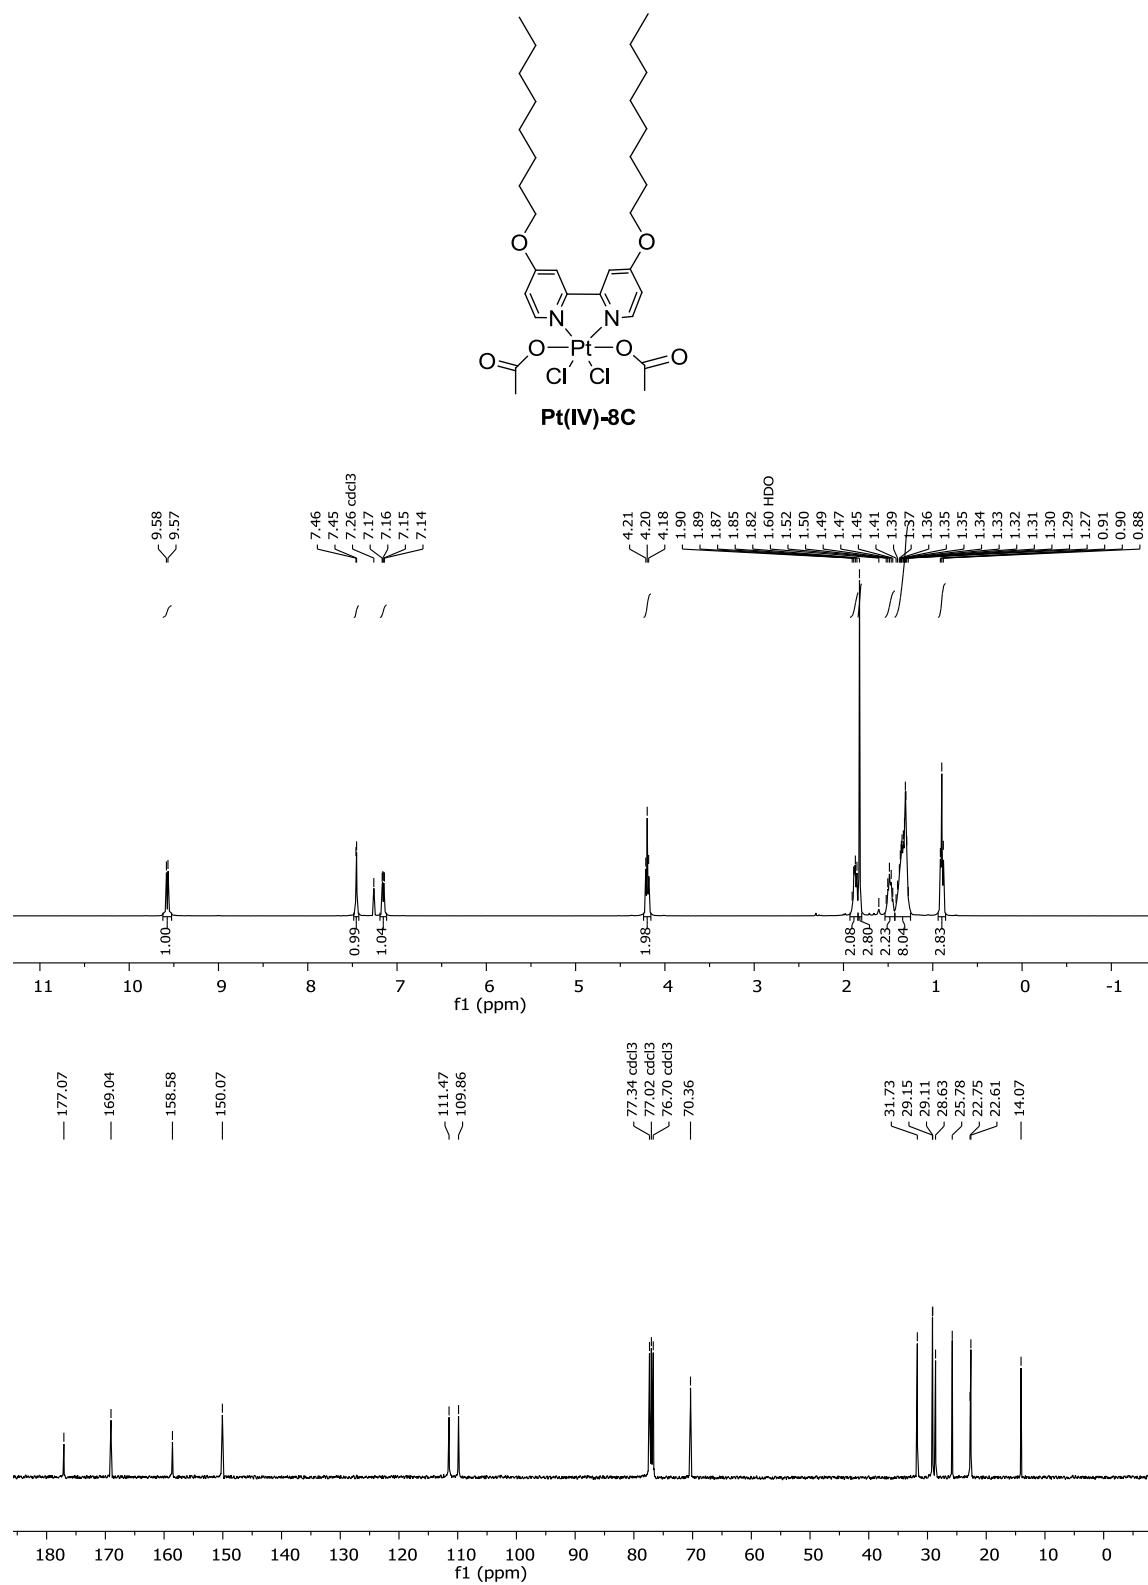 O
O
N
N
O
O
Pt
O
O
Cl
Cl
Pt(IV)-8C
9.58
9.57
7.46
7.45
7.26 cdcl3
7.17
7.16
7.15
7.14
4.21
4.20
4.18
1.90
1.89
1.87
1.85
1.82
1.60 HDO
1.52
1.50
1.49
1.47
1.45
1.41
1.39
1.37
1.36
1.35
1.35
1.34
1.33
1.32
1.31
1.30
1.29
1.27
0.91
0.90
0.88
1.00
0.99
1.04
1.98
2.08
2.80
2.23
8.04
2.83
11 10 9 8 7 6 5 4 3 2 1 0 -1
f1 (ppm)
177.07
169.04
158.58
150.07
111.47
109.86
77.34 cdcl3
77.02 cdcl3
76.70 cdcl3
70.36
31.73
29.15
29.11
28.63
25.78
22.75
22.61
14.07
180 170 160 150 140 130 120 110 100 90 80 70 60 50 40 30 20 10 0
f1 (ppm)